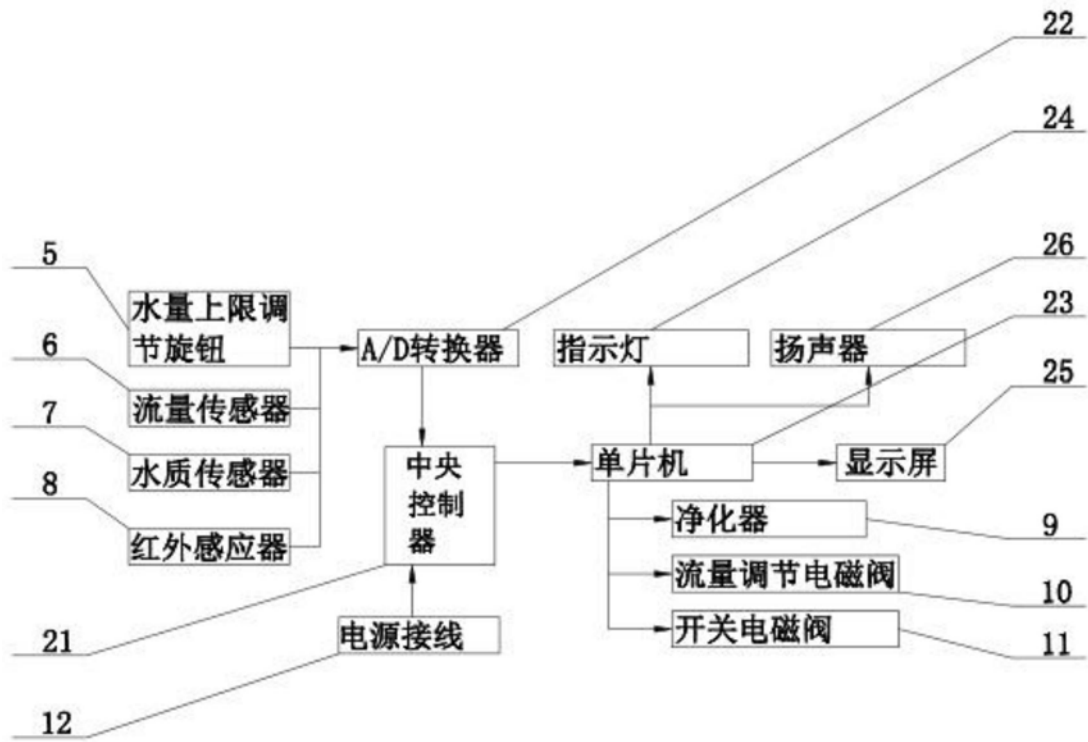 22
24
5
26
水量上限调
节旋钮
A/D转换器
指示灯
扬声器
23
6
流量传感器
25
7
水质传感器
中央
控制
器
单片机
显示屏
8
红外感应器
净化器
9
流量调节电磁阀
10
21
电源接线
开关电磁阀
11
12